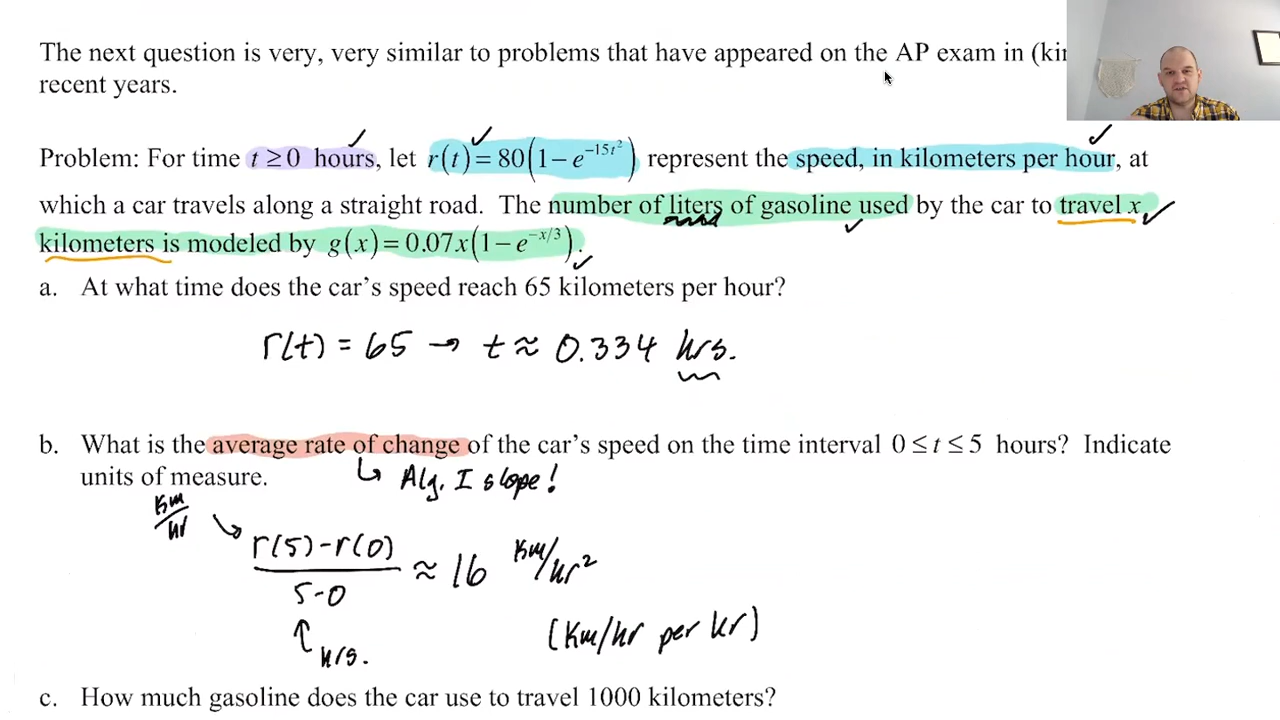 The next question is very, very similar to problems that have appeared on the AP exam in (ki
recent years.
Problem: For time t ≥ 0 hours, let r(t) = 80(1 − e^{−15t²}) represent the speed, in kilometers per hour, at
which a car travels along a straight road. The number of liters of gasoline used by the car to travel x
kilometers is modeled by g(x) = 0.07x(1 − e^{−x/3}).
a. At what time does the car's speed reach 65 kilometers per hour?
r(t) = 65 → t ≈ 0.334 hrs.
b. What is the average rate of change of the car's speed on the time interval 0 ≤ t ≤ 5 hours? Indicate
units of measure.
↳ Alg. I slope!
Km/hr
r(5)-r(0)
5-0
≈ 16 Km/hr²
↑ hrs.
(Km/hr per hr)
c. How much gasoline does the car use to travel 1000 kilometers?